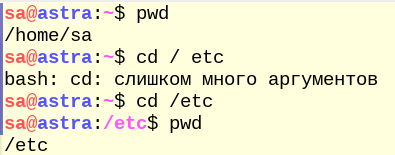 sa@astra:~$ pwd
/home/sa
sa@astra:~$ cd / etc
bash: cd: слишком много аргументов
sa@astra:~$ cd /etc
sa@astra:/etc$ pwd
/etc